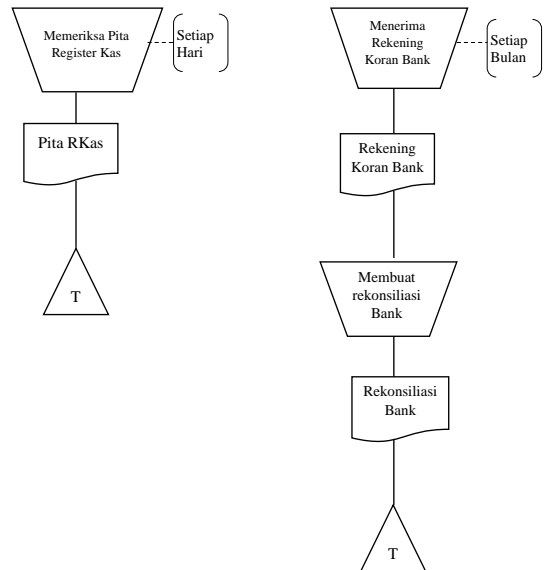 Memeriksa Pita
Register Kas
Setiap
Hari
Pita RKas
T
Menerima
Rekening
Koran Bank
Setiap
Bulan
Rekening
Koran Bank
Membuat
rekonsiliasi
Bank
Rekonsiliasi
Bank
T